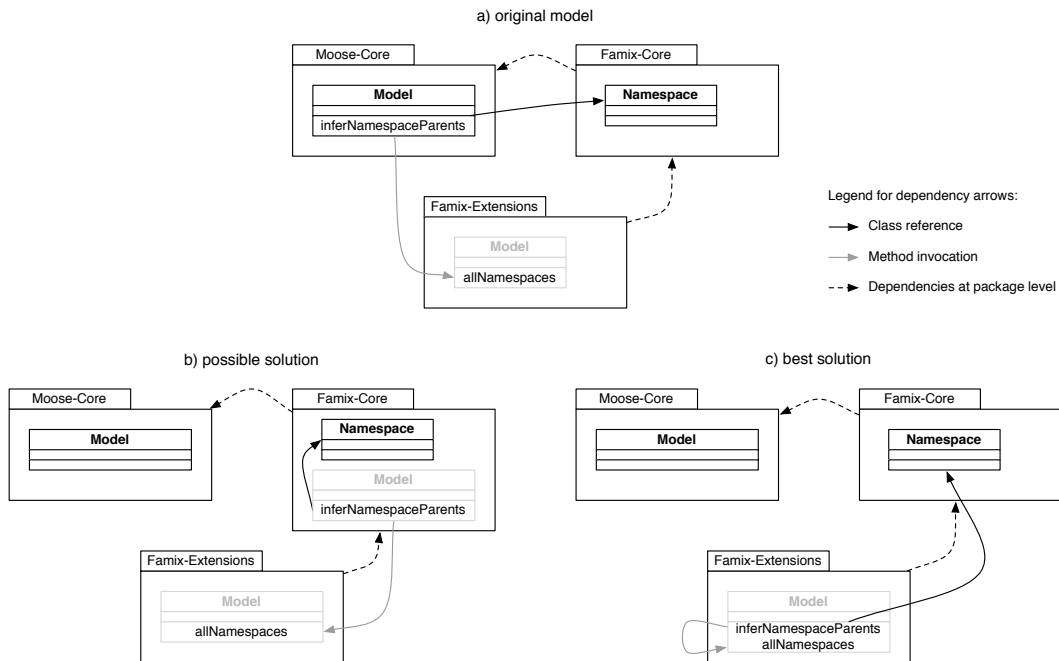 a) original model
Moose-Core
Famix-Core
Model
Namespace
inferNamespaceParents
Famix-Extensions
Model
allNamespaces
Legend for dependency arrows:
Class reference
Method invocation
Dependencies at package level
b) possible solution
Moose-Core
Famix-Core
Model
Namespace
Model
inferNamespaceParents
Famix-Extensions
Model
allNamespaces
c) best solution
Moose-Core
Famix-Core
Model
Namespace
Famix-Extensions
Model
inferNamespaceParents
allNamespaces